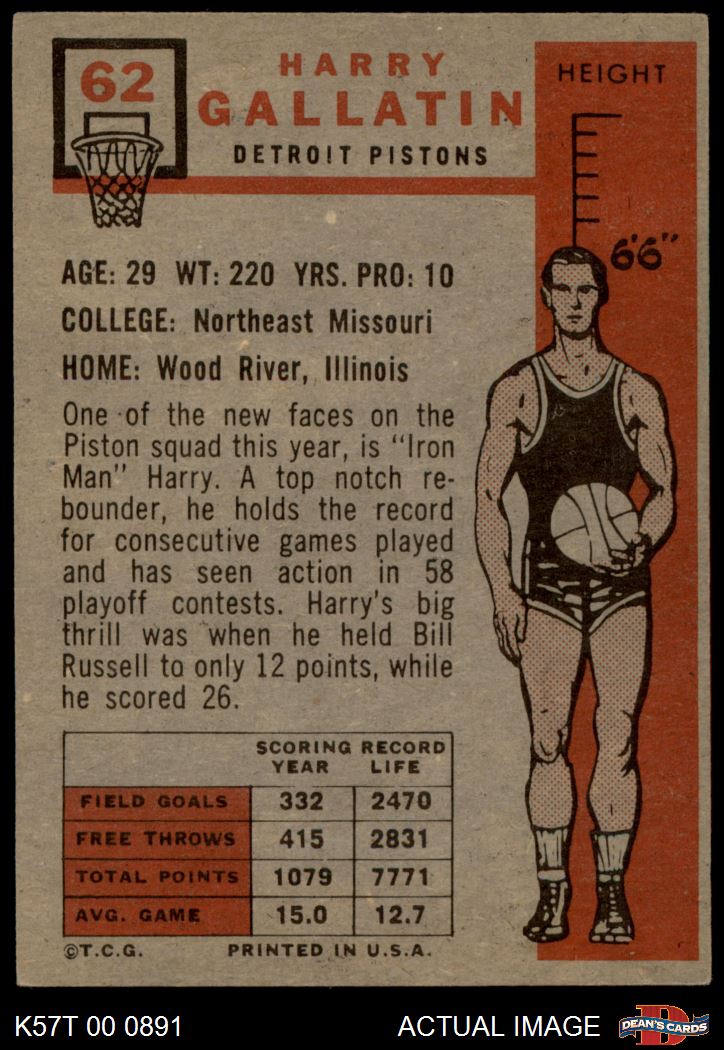 62
HARRY
GALLATIN
DETROIT PISTONS
HEIGHT
6'6"
AGE: 29 WT: 220 YRS. PRO: 10
COLLEGE: Northeast Missouri
HOME: Wood River, Illinois
One of the new faces on the
Piston squad this year, is "Iron
Man" Harry. A top notch re-
bounder, he holds the record
for consecutive games played
and has seen action in 58
playoff contests. Harry's big
thrill was when he held Bill
Russell to only 12 points, while
he scored 26.
SCORING RECORD
YEAR LIFE
FIELD GOALS 332 2470
FREE THROWS 415 2831
TOTAL POINTS 1079 7771
AVG. GAME 15.0 12.7
©T.C.G. PRINTED IN U.S.A.
K57T 00 0891 ACTUAL IMAGE D DEAN'S CARDS